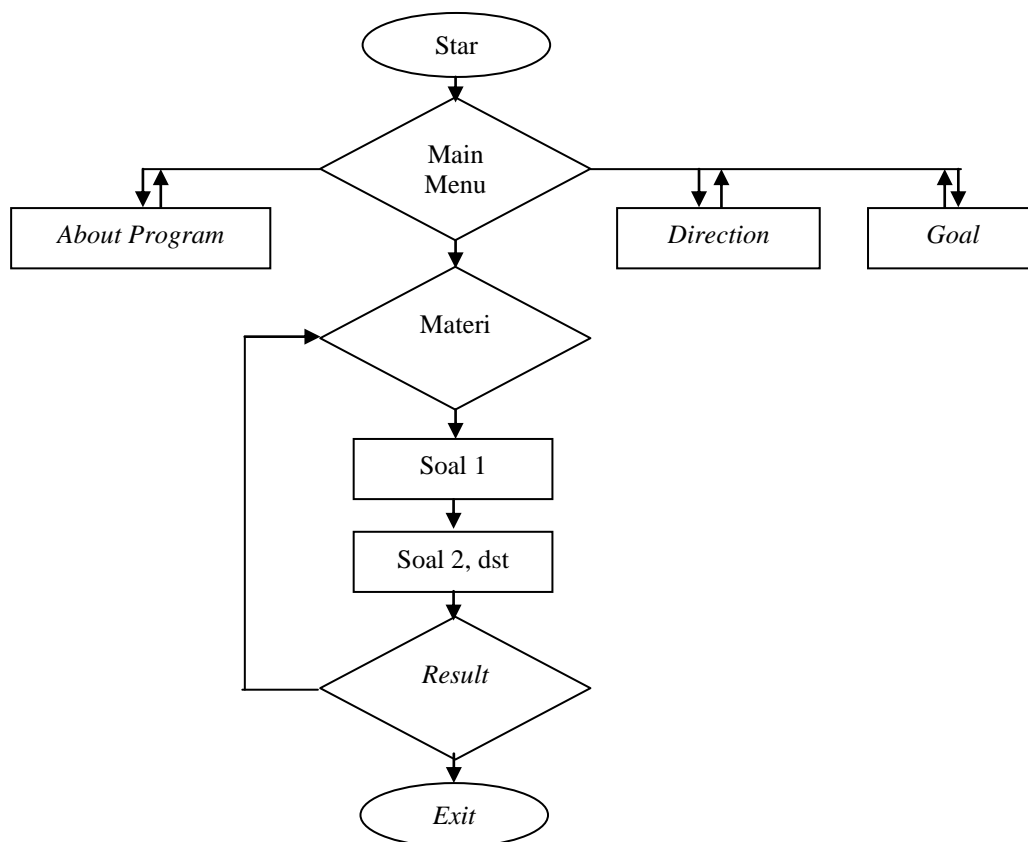 Star
Main
Menu
About Program
Direction
Goal
Materi
Soal 1
Soal 2, dst
Result
Exit